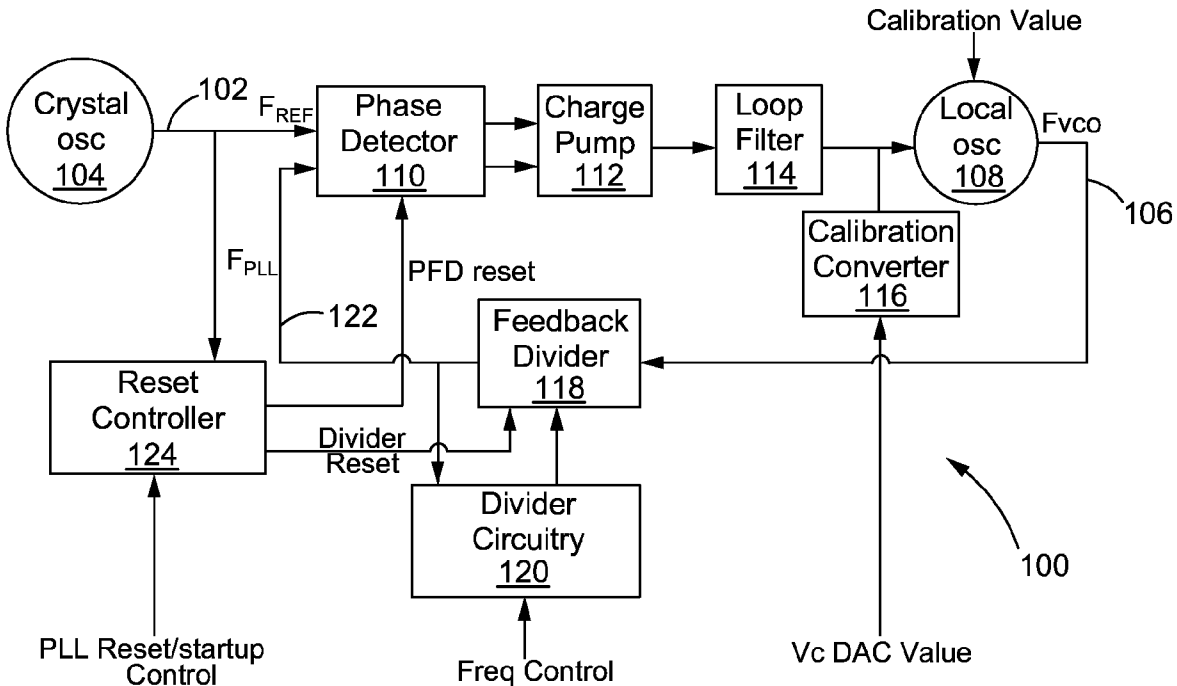 Calibration Value
Crystal
osc
104
102
F_REF
Phase
Detector
110
Charge
Pump
112
Loop
Filter
114
Local
osc
108
Fvco
106
Calibration
Converter
116
F_PLL
PFD reset
122
Feedback
Divider
118
Reset
Controller
124
Divider
Reset
Divider
Circuitry
120
100
PLL Reset/startup
Control
Freq Control
Vc DAC Value